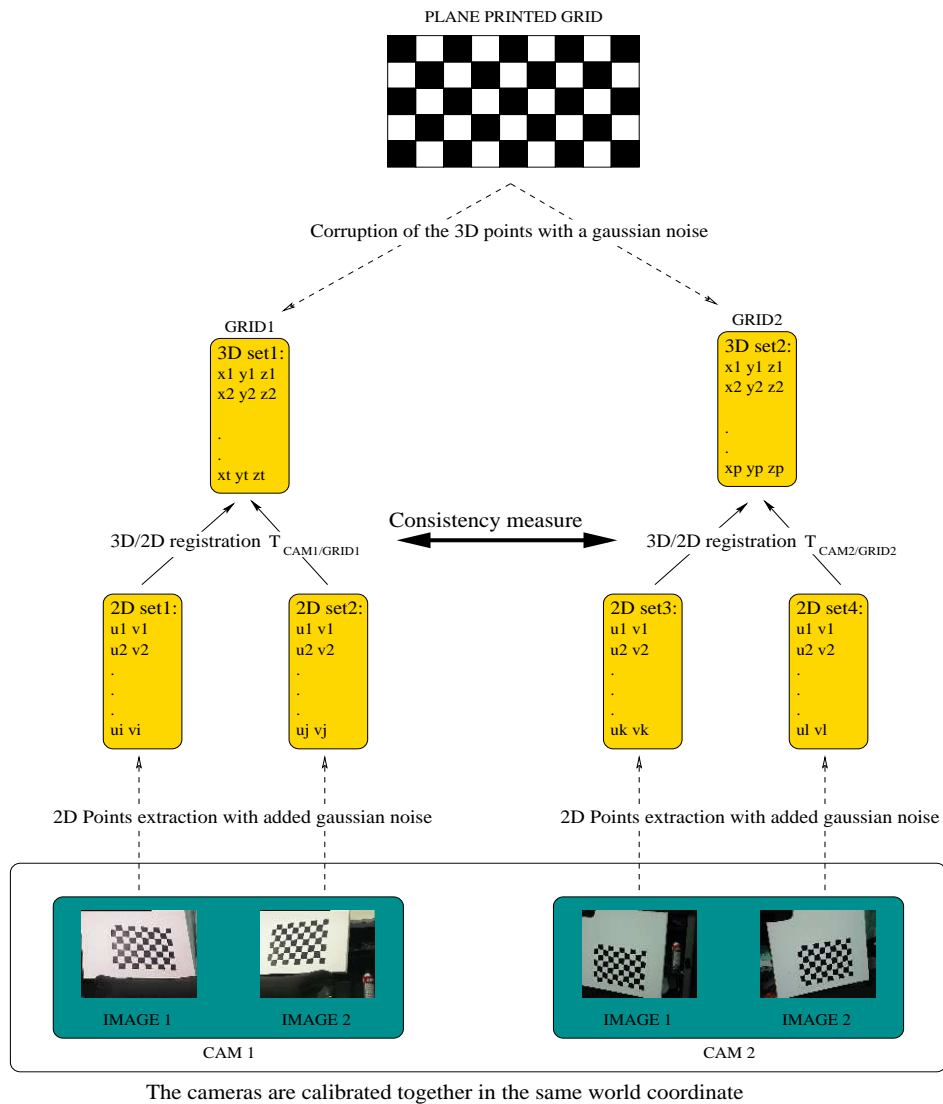 PLANE PRINTED GRID
Corruption of the 3D points with a gaussian noise
GRID1
3D set1:
x1 y1 z1
x2 y2 z2
.
.
xt yt zt
GRID2
3D set2:
x1 y1 z1
x2 y2 z2
.
.
xp yp zp
Consistency measure
3D/2D registration T CAM1/GRID1
3D/2D registration T CAM2/GRID2
2D set1:
u1 v1
u2 v2
.
.
.
ui vi
2D set2:
u1 v1
u2 v2
.
.
.
uj vj
2D set3:
u1 v1
u2 v2
.
.
.
uk vk
2D set4:
u1 v1
u2 v2
.
.
.
ul vl
2D Points extraction with added gaussian noise
2D Points extraction with added gaussian noise
IMAGE 1
IMAGE 2
CAM 1
IMAGE 1
IMAGE 2
CAM 2
The cameras are calibrated together in the same world coordinate